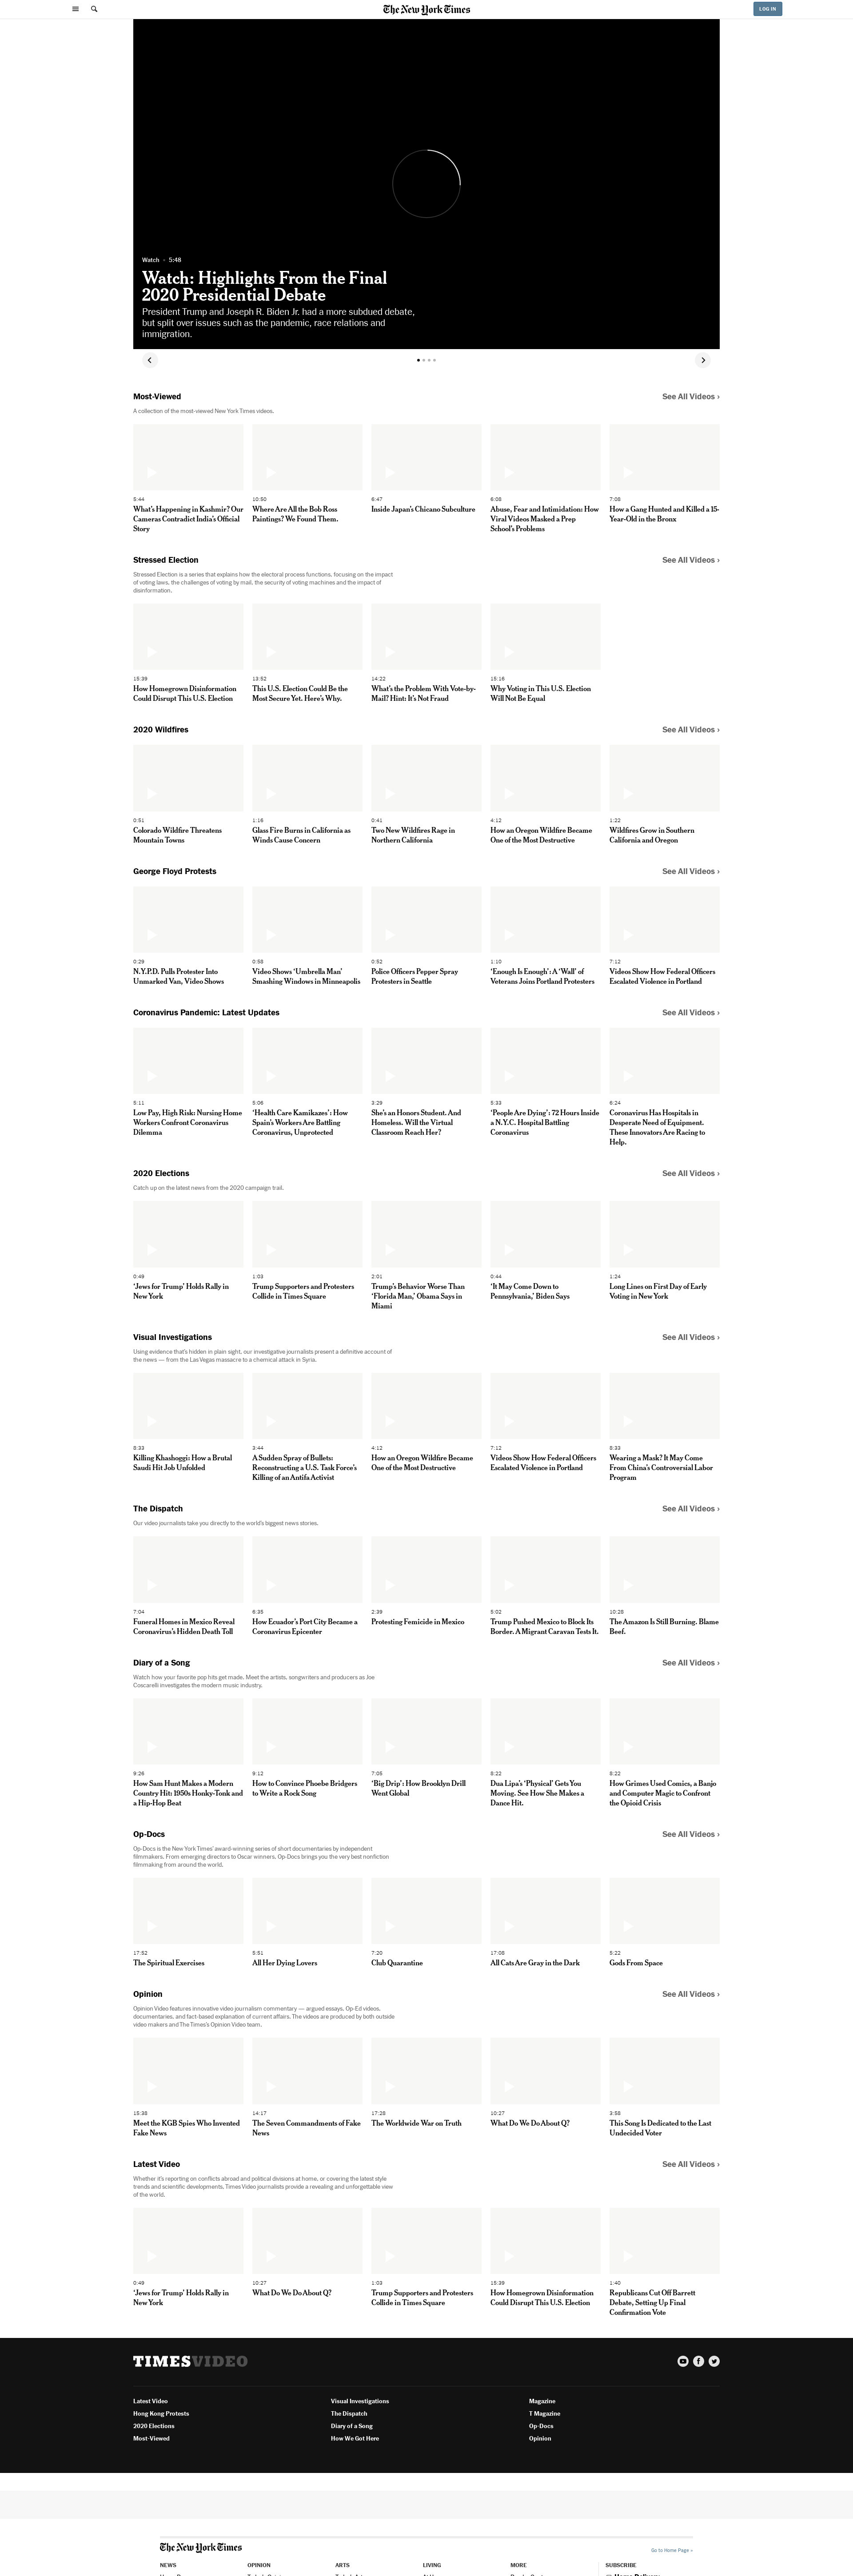 The New York Times
LOG IN
Watch • 5:48
Watch: Highlights From the Final
2020 Presidential Debate
President Trump and Joseph R. Biden Jr. had a more subdued debate,
but split over issues such as the pandemic, race relations and
immigration.
Most-Viewed
See All Videos ›
A collection of the most-viewed New York Times videos.
5:44
What's Happening in Kashmir? Our
Cameras Contradict India's Official
Story
10:50
Where Are All the Bob Ross
Paintings? We Found Them.
6:47
Inside Japan's Chicano Subculture
6:08
Abuse, Fear and Intimidation: How
Viral Videos Masked a Prep
School's Problems
7:08
How a Gang Hunted and Killed a 15-
Year-Old in the Bronx
Stressed Election
See All Videos ›
Stressed Election is a series that explains how the electoral process functions, focusing on the impact
of voting laws, the challenges of voting by mail, the security of voting machines and the impact of
disinformation.
15:39
How Homegrown Disinformation
Could Disrupt This U.S. Election
13:52
This U.S. Election Could Be the
Most Secure Yet. Here's Why.
14:22
What's the Problem With Vote-by-
Mail? Hint: It's Not Fraud
15:16
Why Voting in This U.S. Election
Will Not Be Equal
2020 Wildfires
See All Videos ›
0:51
Colorado Wildfire Threatens
Mountain Towns
1:16
Glass Fire Burns in California as
Winds Cause Concern
0:41
Two New Wildfires Rage in
Northern California
4:12
How an Oregon Wildfire Became
One of the Most Destructive
1:22
Wildfires Grow in Southern
California and Oregon
George Floyd Protests
See All Videos ›
0:29
N.Y.P.D. Pulls Protester Into
Unmarked Van, Video Shows
0:58
Video Shows 'Umbrella Man'
Smashing Windows in Minneapolis
0:52
Police Officers Pepper Spray
Protesters in Seattle
1:10
'Enough Is Enough': A 'Wall' of
Veterans Joins Portland Protesters
7:12
Videos Show How Federal Officers
Escalated Violence in Portland
Coronavirus Pandemic: Latest Updates
See All Videos ›
5:11
Low Pay, High Risk: Nursing Home
Workers Confront Coronavirus
Dilemma
5:06
'Health Care Kamikazes': How
Spain's Workers Are Battling
Coronavirus, Unprotected
3:29
She's an Honors Student. And
Homeless. Will the Virtual
Classroom Reach Her?
5:33
'People Are Dying': 72 Hours Inside
a N.Y.C. Hospital Battling
Coronavirus
6:24
Coronavirus Has Hospitals in
Desperate Need of Equipment.
These Innovators Are Racing to
Help.
2020 Elections
See All Videos ›
Catch up on the latest news from the 2020 campaign trail.
0:49
'Jews for Trump' Holds Rally in
New York
1:03
Trump Supporters and Protesters
Collide in Times Square
2:01
Trump's Behavior Worse Than
'Florida Man,' Obama Says in
Miami
0:44
'It May Come Down to
Pennsylvania,' Biden Says
1:24
Long Lines on First Day of Early
Voting in New York
Visual Investigations
See All Videos ›
Using evidence that's hidden in plain sight, our investigative journalists present a definitive account of
the news — from the Las Vegas massacre to a chemical attack in Syria.
8:33
Killing Khashoggi: How a Brutal
Saudi Hit Job Unfolded
3:44
A Sudden Spray of Bullets:
Reconstructing a U.S. Task Force's
Killing of an Antifa Activist
4:12
How an Oregon Wildfire Became
One of the Most Destructive
7:12
Videos Show How Federal Officers
Escalated Violence in Portland
8:33
Wearing a Mask? It May Come
From China's Controversial Labor
Program
The Dispatch
See All Videos ›
Our video journalists take you directly to the world's biggest news stories.
7:04
Funeral Homes in Mexico Reveal
Coronavirus's Hidden Death Toll
6:35
How Ecuador's Port City Became a
Coronavirus Epicenter
2:39
Protesting Femicide in Mexico
5:02
Trump Pushed Mexico to Block Its
Border. A Migrant Caravan Tests It.
10:28
The Amazon Is Still Burning. Blame
Beef.
Diary of a Song
See All Videos ›
Watch how your favorite pop hits get made. Meet the artists, songwriters and producers as Joe
Coscarelli investigates the modern music industry.
9:26
How Sam Hunt Makes a Modern
Country Hit: 1950s Honky-Tonk and
a Hip-Hop Beat
9:12
How to Convince Phoebe Bridgers
to Write a Rock Song
7:05
'Big Drip': How Brooklyn Drill
Went Global
8:22
Dua Lipa's 'Physical' Gets You
Moving. See How She Makes a
Dance Hit.
8:22
How Grimes Used Comics, a Banjo
and Computer Magic to Confront
the Opioid Crisis
Op-Docs
See All Videos ›
Op-Docs is the New York Times' award-winning series of short documentaries by independent
filmmakers. From emerging directors to Oscar winners, Op-Docs brings you the very best nonfiction
filmmaking from around the world.
17:52
The Spiritual Exercises
5:51
All Her Dying Lovers
7:20
Club Quarantine
17:08
All Cats Are Gray in the Dark
5:22
Gods From Space
Opinion
See All Videos ›
Opinion Video features innovative video journalism commentary — argued essays, Op-Ed videos,
documentaries, and fact-based explanation of current affairs. The videos are produced by both outside
video makers and The Times's Opinion Video team.
15:38
Meet the KGB Spies Who Invented
Fake News
14:17
The Seven Commandments of Fake
News
17:28
The Worldwide War on Truth
10:27
What Do We Do About Q?
3:58
This Song Is Dedicated to the Last
Undecided Voter
Latest Video
See All Videos ›
Whether it's reporting on conflicts abroad and political divisions at home, or covering the latest style
trends and scientific developments, Times Video journalists provide a revealing and unforgettable view
of the world.
0:49
'Jews for Trump' Holds Rally in
New York
10:27
What Do We Do About Q?
1:03
Trump Supporters and Protesters
Collide in Times Square
15:39
How Homegrown Disinformation
Could Disrupt This U.S. Election
1:40
Republicans Cut Off Barrett
Debate, Setting Up Final
Confirmation Vote
TIMESVIDEO
Latest Video
Hong Kong Protests
2020 Elections
Most-Viewed
Visual Investigations
The Dispatch
Diary of a Song
How We Got Here
Magazine
T Magazine
Op-Docs
Opinion
The New York Times
Go to Home Page »
NEWS
OPINION
ARTS
LIVING
MORE
SUBSCRIBE